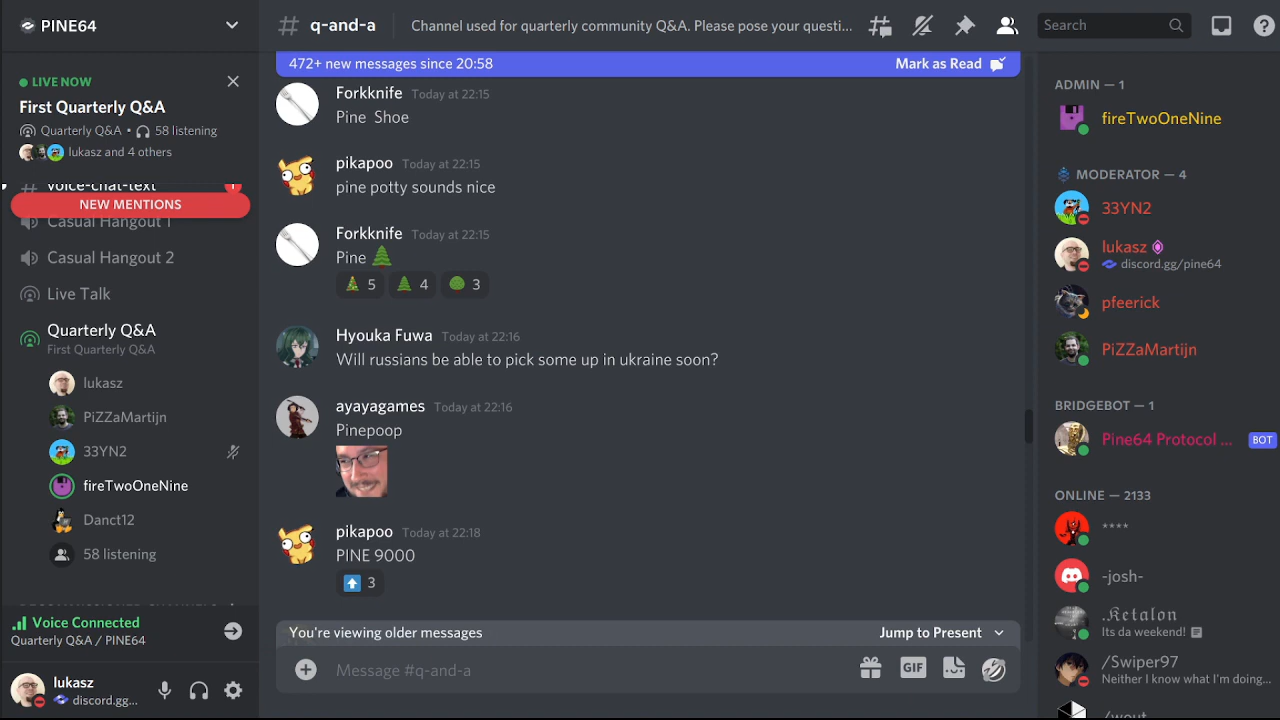 PINE64
LIVE NOW
First Quarterly Q&A
Quarterly Q&A • 58 listening
lukasz and 4 others
voice-chat-text
NEW MENTIONS
Casual Hangout 1
Casual Hangout 2
Live Talk
Quarterly Q&A
First Quarterly Q&A
lukasz
PiZZaMartijn
33YN2
fireTwoOneNine
Danct12
58 listening
Voice Connected
Quarterly Q&A / PINE64
lukasz
discord.gg...
q-and-a
Channel used for quarterly community Q&A. Please pose your questi...
Search
472+ new messages since 20:58
Mark as Read
Forkknife Today at 22:15
Pine Shoe
pikapoo Today at 22:15
pine potty sounds nice
Forkknife Today at 22:15
Pine
5 4 3
Hyouka Fuwa Today at 22:16
Will russians be able to pick some up in ukraine soon?
ayayagames Today at 22:16
Pinepoop
pikapoo Today at 22:18
PINE 9000
3
You're viewing older messages
Jump to Present
Message #q-and-a
GIF
ADMIN — 1
fireTwoOneNine
MODERATOR — 4
33YN2
lukasz
discord.gg/pine64
pfeerick
PiZZaMartijn
BRIDGEBOT — 1
Pine64 Protocol ...
BOT
ONLINE — 2133
****
-josh-
.𝔎𝔢𝔱𝔞𝔩𝔬𝔫
Its da weekend!
/Swiper97
Neither I know what I'm doing...
/wout